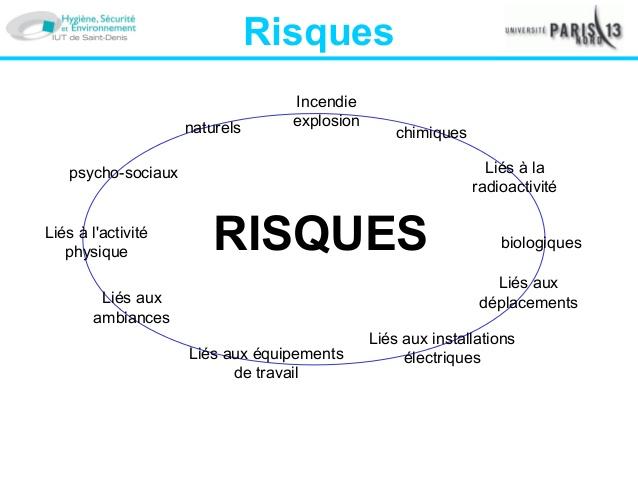 Hygiène, Sécurité
et Environnement
IUT de Saint-Denis
Risques
UNIVERSITÉ PARIS 13
NORD
Incendie
explosion
naturels
chimiques
psycho-sociaux
Liés à la
radioactivité
Liés à l'activité
physique
RISQUES
biologiques
Liés aux
ambiances
Liés aux
déplacements
Liés aux installations
électriques
Liés aux équipements
de travail